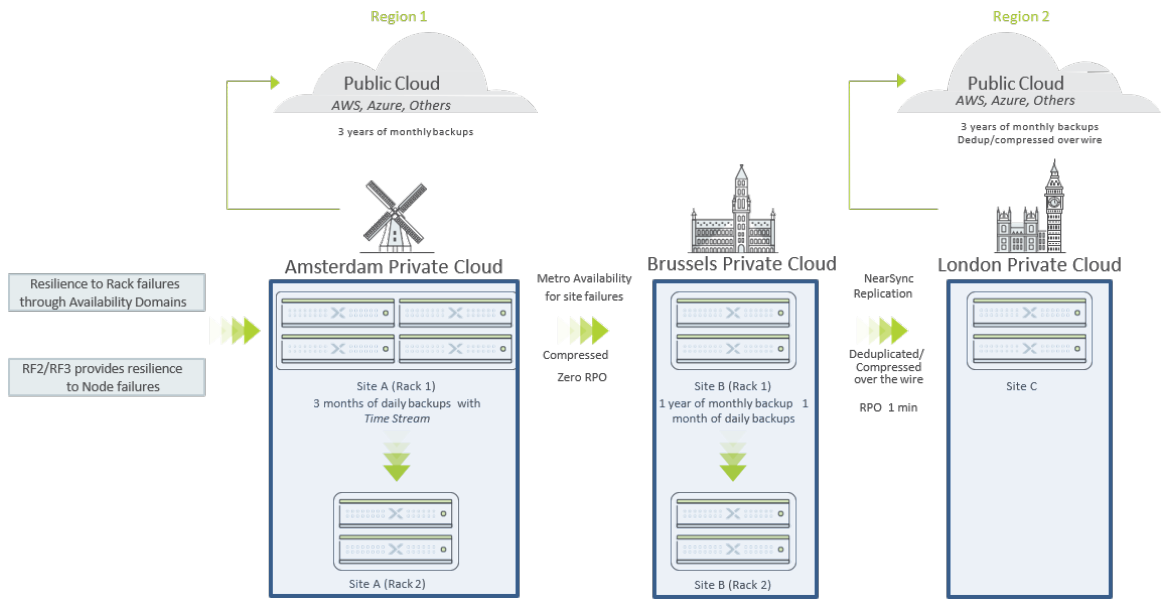 Region 1
Region 2
Public Cloud
AWS, Azure, Others
3 years of monthly backups
Public Cloud
AWS, Azure, Others
3 years of monthly backups
Dedup/compressed over wire
Resilience to Rack failures
through Availability Domains
RF2/RF3 provides resilience
to Node failures
Amsterdam Private Cloud
Site A (Rack 1)
3 months of daily backups with
Time Stream
Site A (Rack 2)
Metro Availability
for site failures
Compressed
Zero RPO
Brussels Private Cloud
Site B (Rack 1)
1 year of monthly backup 1
month of daily backups
Site B (Rack 2)
NearSync
Replication
Deduplicated/
Compressed
over the wire
RPO 1 min
London Private Cloud
Site C